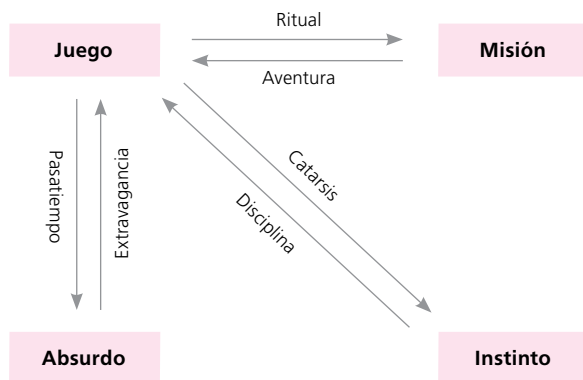 Ritual
Juego
Misión
Aventura
Pasatiempo
Extravagancia
Catarsis
Disciplina
Absurdo
Instinto